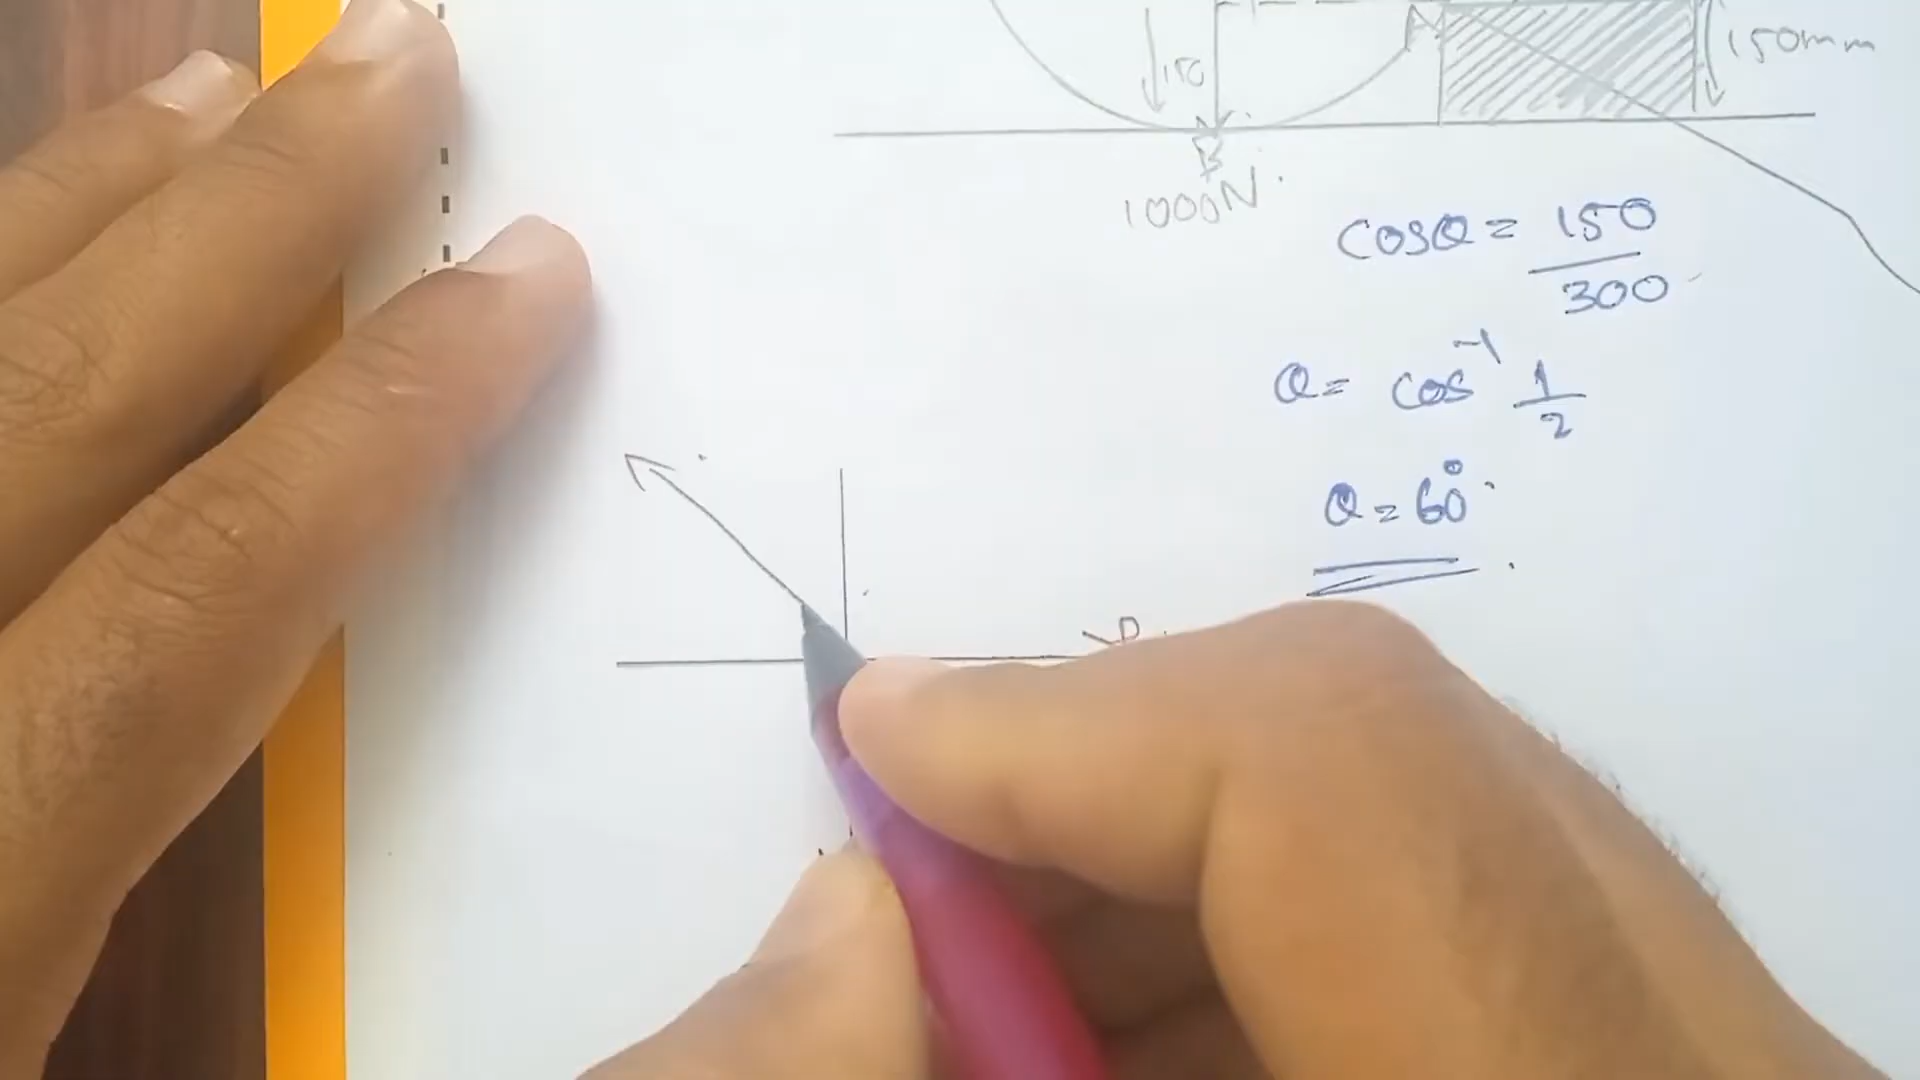 150mm
150
B
1000N.
cosθ = 150
300
θ = cos⁻¹ 1
2
θ = 60°
P